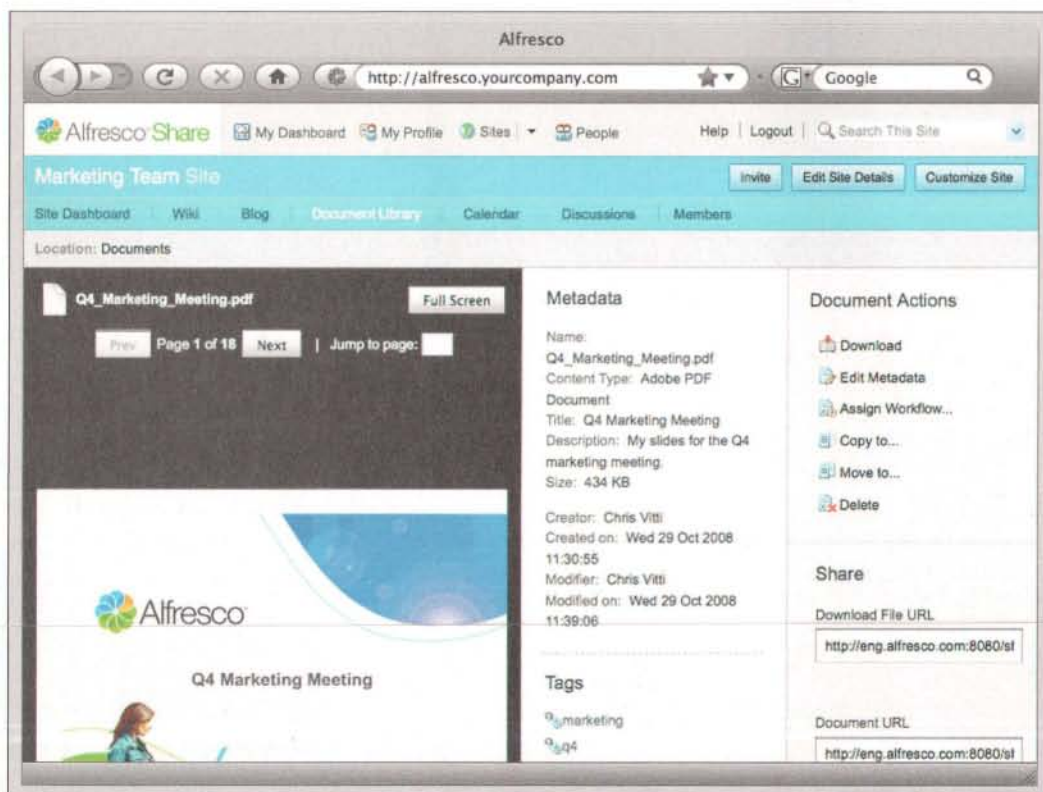 Alfresco
http://alfresco.yourcompany.com
G Google
Alfresco Share My Dashboard My Profile Sites People Help Logout Search This Site
Marketing Team Site Invite Edit Site Details Customize Site
Site Dashboard Wiki Blog Document Library Calendar Discussions Members
Location: Documents
Q4_Marketing_Meeting.pdf Full Screen
Prev Page 1 of 18 Next | Jump to page:
Alfresco
Q4 Marketing Meeting
Metadata
Name:
Q4_Marketing_Meeting.pdf
Content Type: Adobe PDF
Document
Title: Q4 Marketing Meeting
Description: My slides for the Q4
marketing meeting.
Size: 434 KB
Creator: Chris Vitti
Created on: Wed 29 Oct 2008
11:30:55
Modifier: Chris Vitti
Modified on: Wed 29 Oct 2008
11:39:06
Tags
marketing
q4
Document Actions
Download
Edit Metadata
Assign Workflow...
Copy to...
Move to...
Delete
Share
Download File URL
http://eng.alfresco.com:8080/sl
Document URL
http://eng.alfresco.com:8080/sl